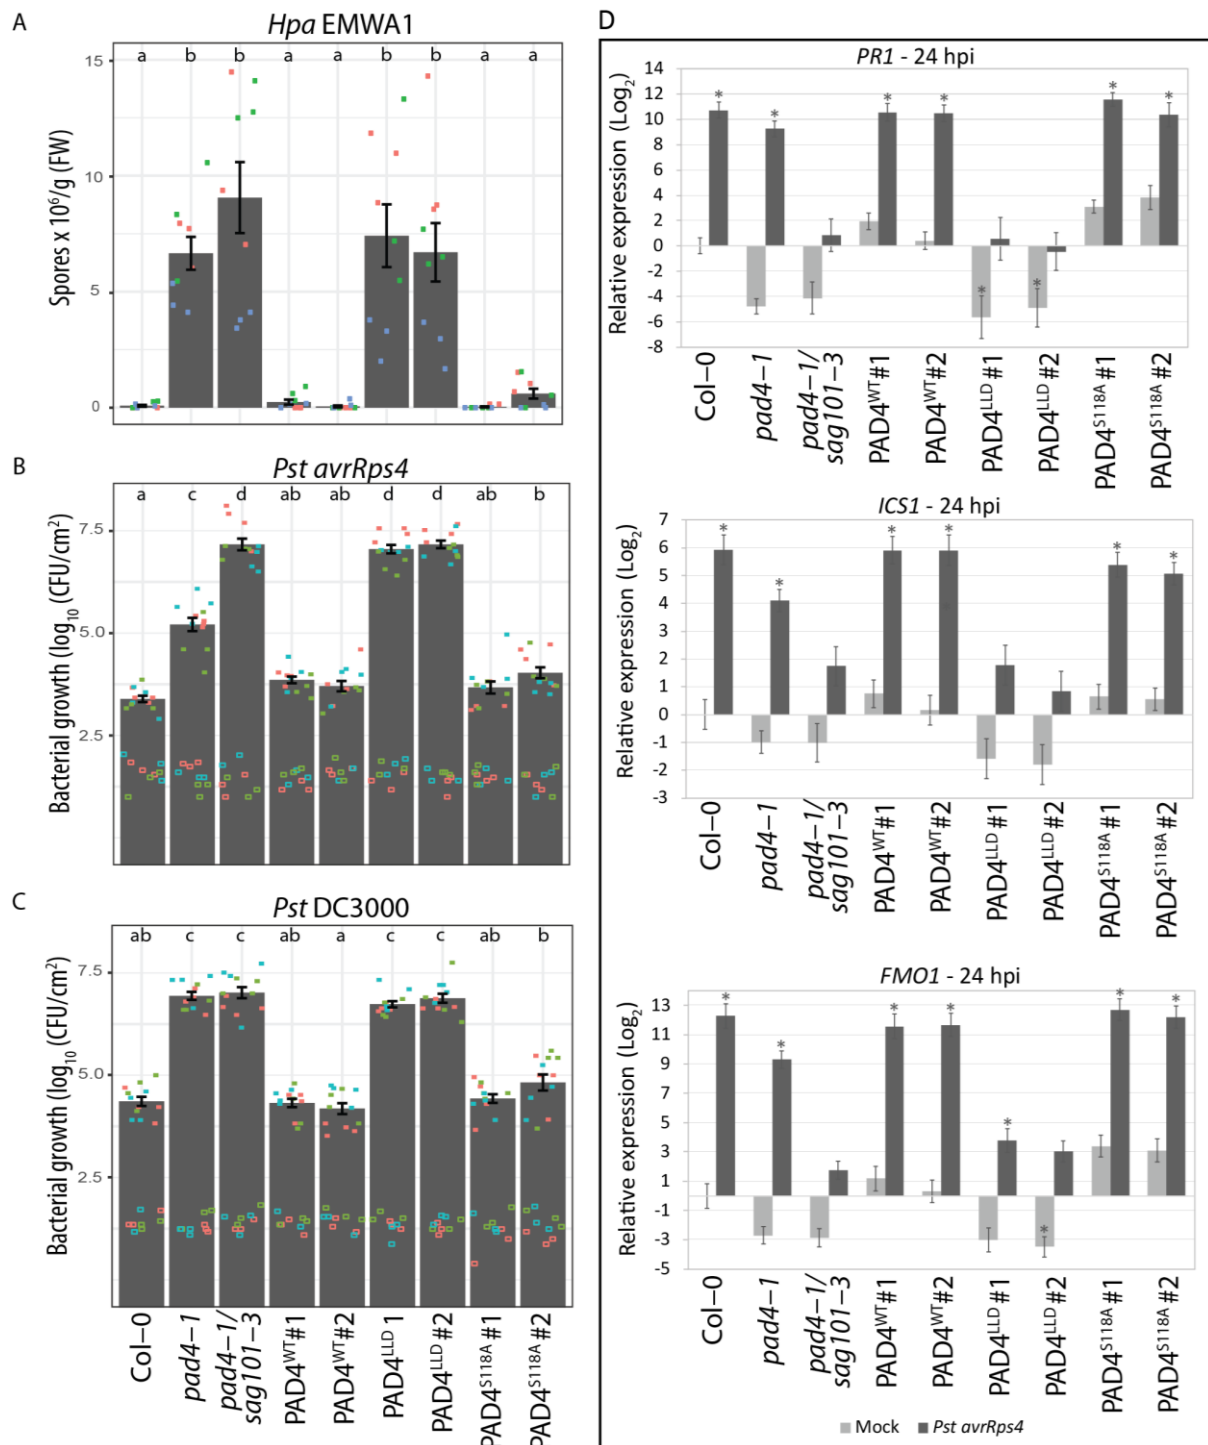 A
Hpa EMWA1
a b b a a b b a a
Spores x 10⁶/g (FW)
15
10
5
0
B
Pst avrRps4
a c d ab ab d d ab b
Bacterial growth (log₁₀ (CFU/cm²)
7.5
5.0
2.5
C
Pst DC3000
ab c c ab a c c ab b
Bacterial growth (log₁₀ (CFU/cm²)
7.5
5.0
2.5
Col–0
pad4–1
pad4–1/
sag101–3
PAD4ᵂᵀ#1
PAD4ᵂᵀ#2
PAD4ᴸᴸᴰ 1
PAD4ᴸᴸᴰ #2
PAD4ˢ¹¹⁸ᴬ #1
PAD4ˢ¹¹⁸ᴬ #2
D
PR1 - 24 hpi
Relative expression (Log₂)
14
12
10
8
6
4
2
0
-2
-4
-6
-8
* * * * * * * *
Col–0
pad4–1
pad4–1/
sag101–3
PAD4ᵂᵀ #1
PAD4ᵂᵀ #2
PAD4ᴸᴸᴰ #1
PAD4ᴸᴸᴰ #2
PAD4ˢ¹¹⁸ᴬ #1
PAD4ˢ¹¹⁸ᴬ #2
ICS1 - 24 hpi
Relative expression (Log₂)
7
6
5
4
3
2
1
0
-1
-2
-3
* * * * * *
Col–0
pad4–1
pad4–1/
sag101–3
PAD4ᵂᵀ #1
PAD4ᵂᵀ #2
PAD4ᴸᴸᴰ #1
PAD4ᴸᴸᴰ #2
PAD4ˢ¹¹⁸ᴬ #1
PAD4ˢ¹¹⁸ᴬ #2
FMO1 - 24 hpi
Relative expression (Log₂)
13
11
9
7
5
3
1
-1
-3
-5
* * * * * * * *
Col–0
pad4–1
pad4–1/
sag101–3
PAD4ᵂᵀ #1
PAD4ᵂᵀ #2
PAD4ᴸᴸᴰ #1
PAD4ᴸᴸᴰ #2
PAD4ˢ¹¹⁸ᴬ #1
PAD4ˢ¹¹⁸ᴬ #2
Mock Pst avrRps4